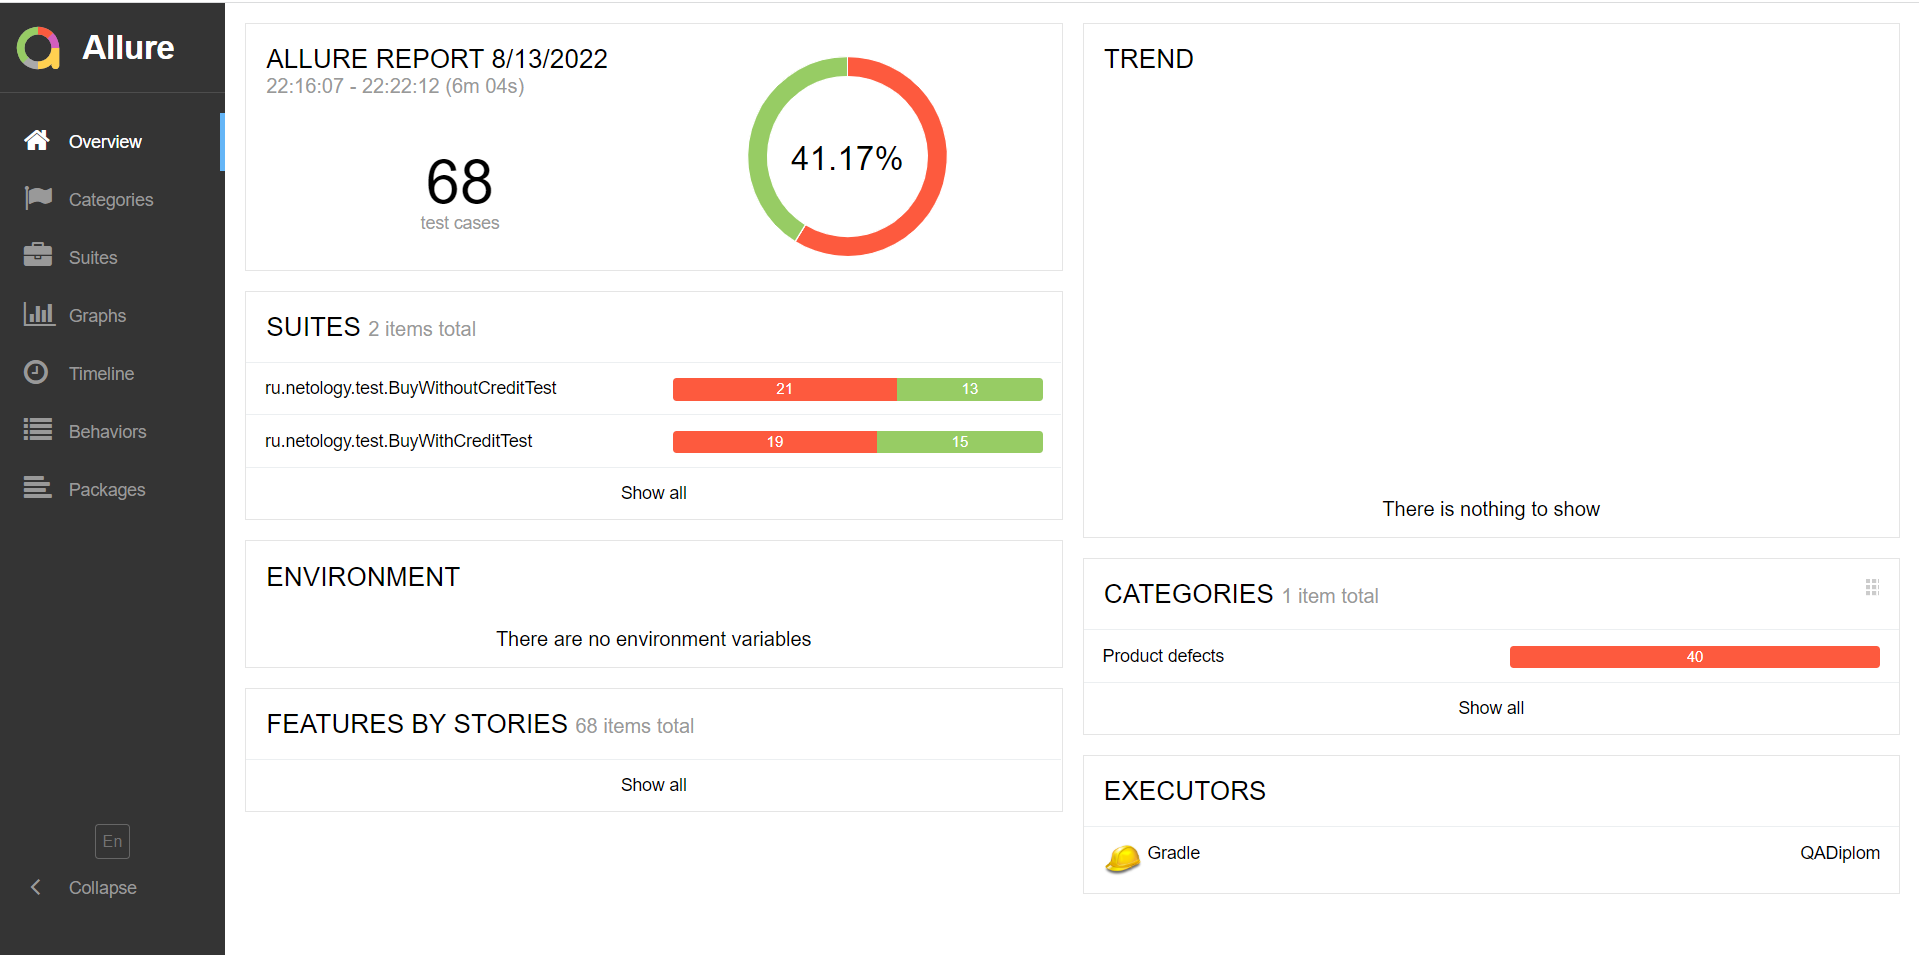 Allure
Overview
Categories
Suites
Graphs
Timeline
Behaviors
Packages
En
Collapse
ALLURE REPORT 8/13/2022
22:16:07 - 22:22:12 (6m 04s)
68
test cases
41.17%
SUITES 2 items total
ru.netology.test.BuyWithoutCreditTest 21 13
ru.netology.test.BuyWithCreditTest 19 15
Show all
ENVIRONMENT
There are no environment variables
FEATURES BY STORIES 68 items total
Show all
TREND
There is nothing to show
CATEGORIES 1 item total
Product defects 40
Show all
EXECUTORS
Gradle QADiplom